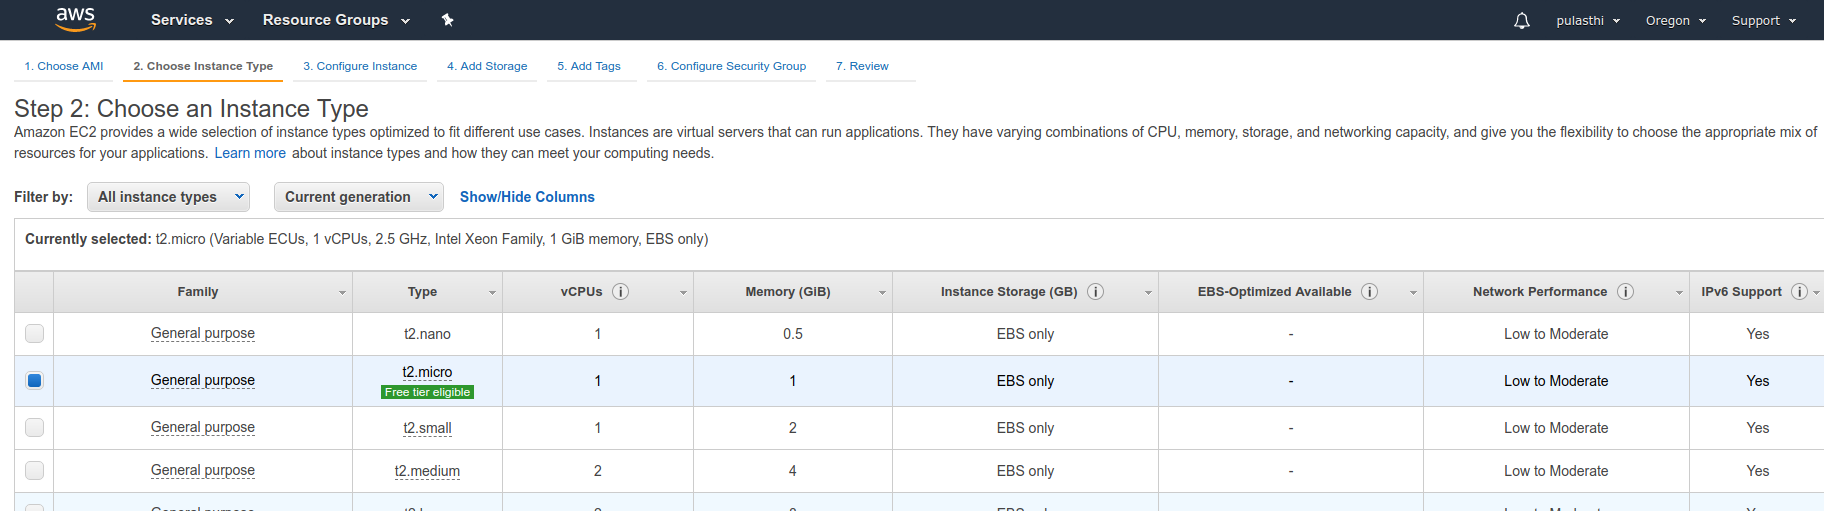 aws Services Resource Groups pulasthi Oregon Support
1. Choose AMI 2. Choose Instance Type 3. Configure Instance 4. Add Storage 5. Add Tags 6. Configure Security Group 7. Review
Step 2: Choose an Instance Type
Amazon EC2 provides a wide selection of instance types optimized to fit different use cases. Instances are virtual servers that can run applications. They have varying combinations of CPU, memory, storage, and networking capacity, and give you the flexibility to choose the appropriate mix of
resources for your applications. Learn more about instance types and how they can meet your computing needs.
Filter by: All instance types Current generation Show/Hide Columns
Currently selected: t2.micro (Variable ECUs, 1 vCPUs, 2.5 GHz, Intel Xeon Family, 1 GiB memory, EBS only)
Family Type vCPUs Memory (GiB) Instance Storage (GB) EBS-Optimized Available Network Performance IPv6 Support
General purpose t2.nano 1 0.5 EBS only - Low to Moderate Yes
General purpose t2.micro 1 1 EBS only - Low to Moderate Yes
Free tier eligible
General purpose t2.small 1 2 EBS only - Low to Moderate Yes
General purpose t2.medium 2 4 EBS only - Low to Moderate Yes